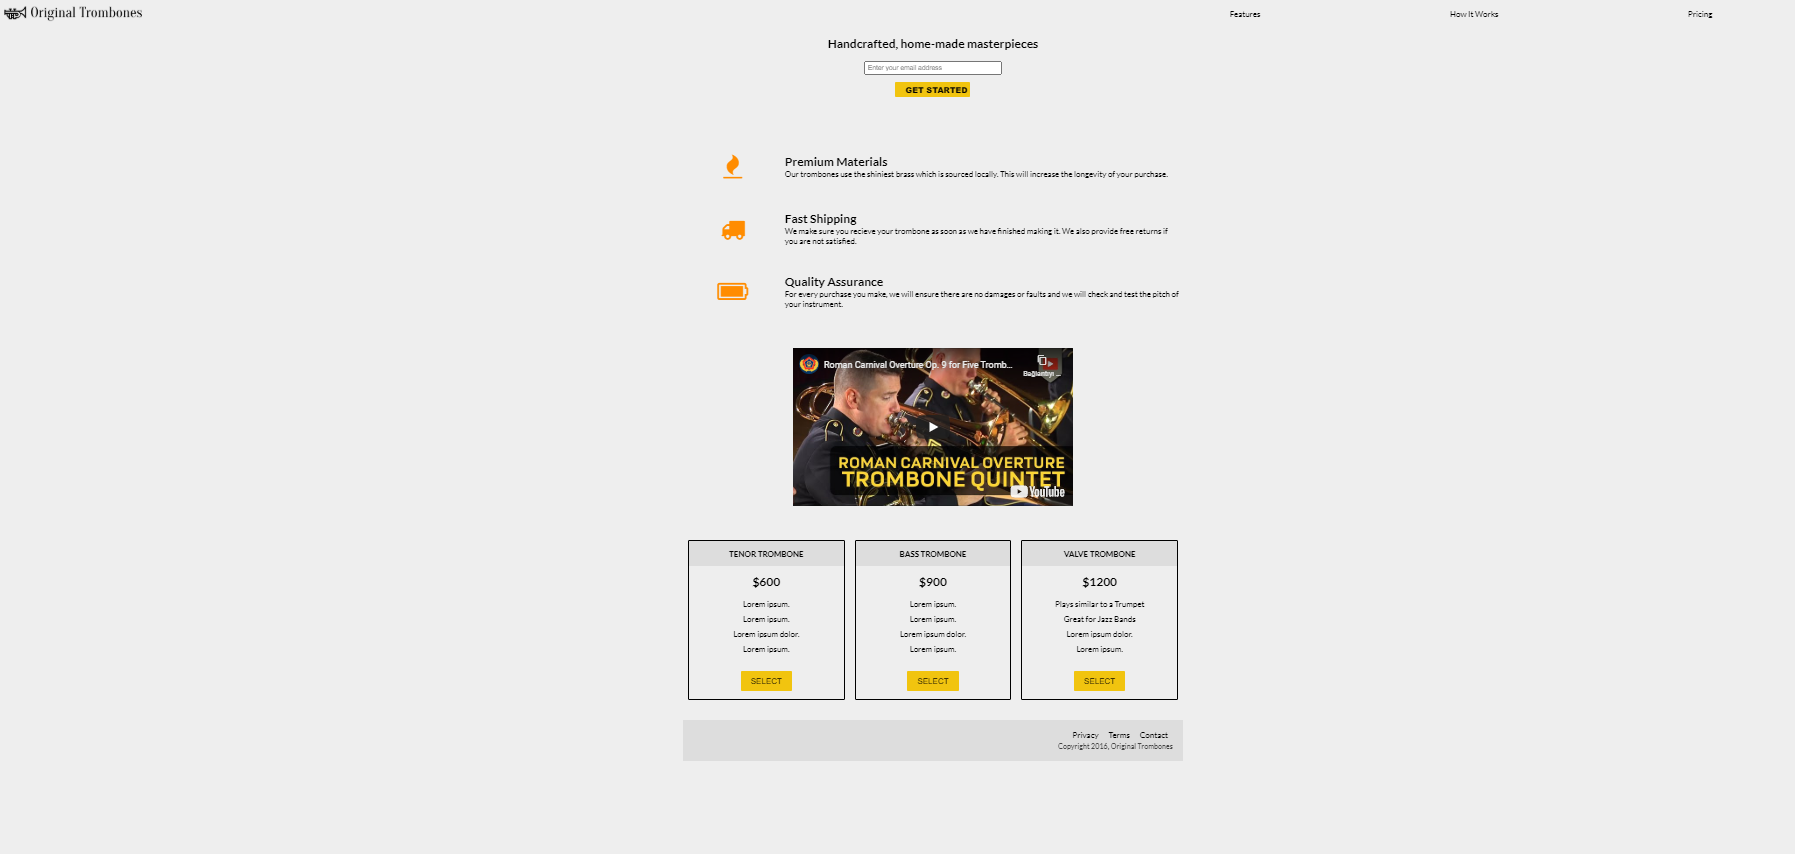 Original Trombones
Features
How It Works
Pricing
Handcrafted, home-made masterpieces
Enter your email address
GET STARTED
Premium Materials
Our trombones use the shiniest brass which is sourced locally. This will increase the longevity of your purchase.
Fast Shipping
We make sure you recieve your trombone as soon as we have finished making it. We also provide free returns if
you are not satisfied.
Quality Assurance
For every purchase you make, we will ensure there are no damages or faults and we will check and test the pitch of
your instrument.
Roman Carnival Overture Op. 9 for Five Tromb...
Bağlantıyı ...
ROMAN CARNIVAL OVERTURE
TROMBONE QUINTET
YouTube
TENOR TROMBONE
$600
Lorem ipsum.
Lorem ipsum.
Lorem ipsum dolor.
Lorem ipsum.
SELECT
BASS TROMBONE
$900
Lorem ipsum.
Lorem ipsum.
Lorem ipsum dolor.
Lorem ipsum.
SELECT
VALVE TROMBONE
$1200
Plays similar to a Trumpet
Great for Jazz Bands
Lorem ipsum dolor.
Lorem ipsum.
SELECT
Privacy Terms Contact
Copyright 2016, Original Trombones